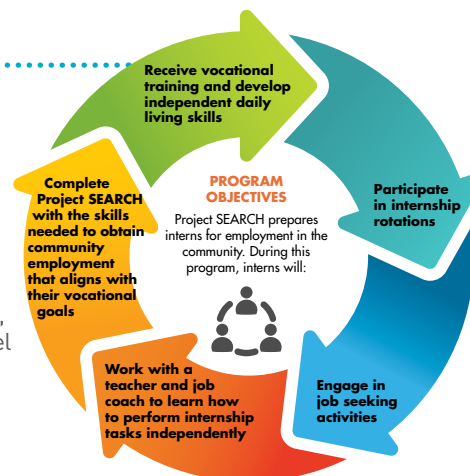 Receive vocational
training and develop
independent daily
living skills
Participate
in internship
rotations
Engage in
job seeking
activities
Work with a
teacher and job
coach to learn how
to perform internship
tasks independently
Complete
Project SEARCH
with the skills
needed to obtain
community
employment
that aligns with
their vocational
goals
PROGRAM
OBJECTIVES
Project SEARCH prepares
interns for employment in the
community. During this
program, interns will: